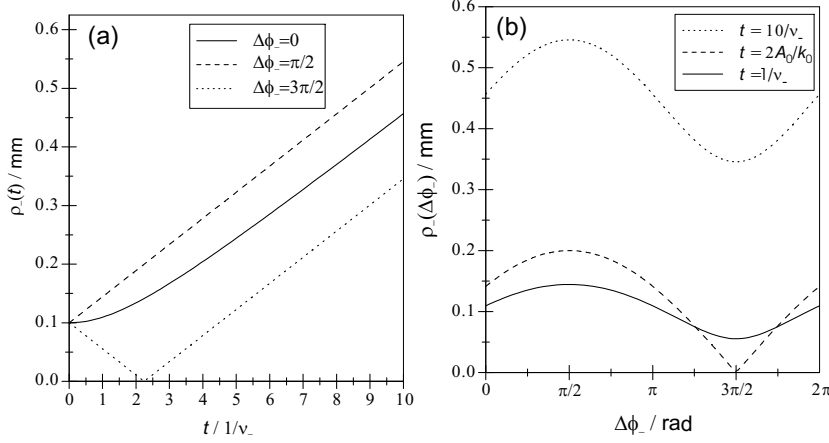 (a)
Δϕ₋=0
Δϕ₋=π/2
Δϕ₋=3π/2
ρ₋(t) / mm
0.6
0.5
0.4
0.3
0.2
0.1
0.0
0 1 2 3 4 5 6 7 8 9 10
t / 1/ν₋
(b)
t = 10/ν₋
t = 2A₀/k₀
t =1/ν₋
ρ₋(Δϕ₋) / mm
0.6
0.5
0.4
0.3
0.2
0.1
0.0
0 π/2 π 3π/2 2π
Δϕ₋ / rad